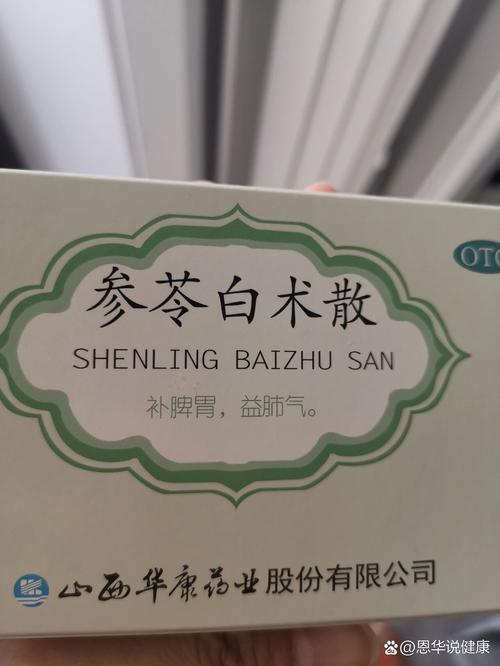 OTC
参苓白术散
SHENLING BAIZHU SAN
补脾胃,益肺气。
山西华康药业股份有限公司
恩华说健康